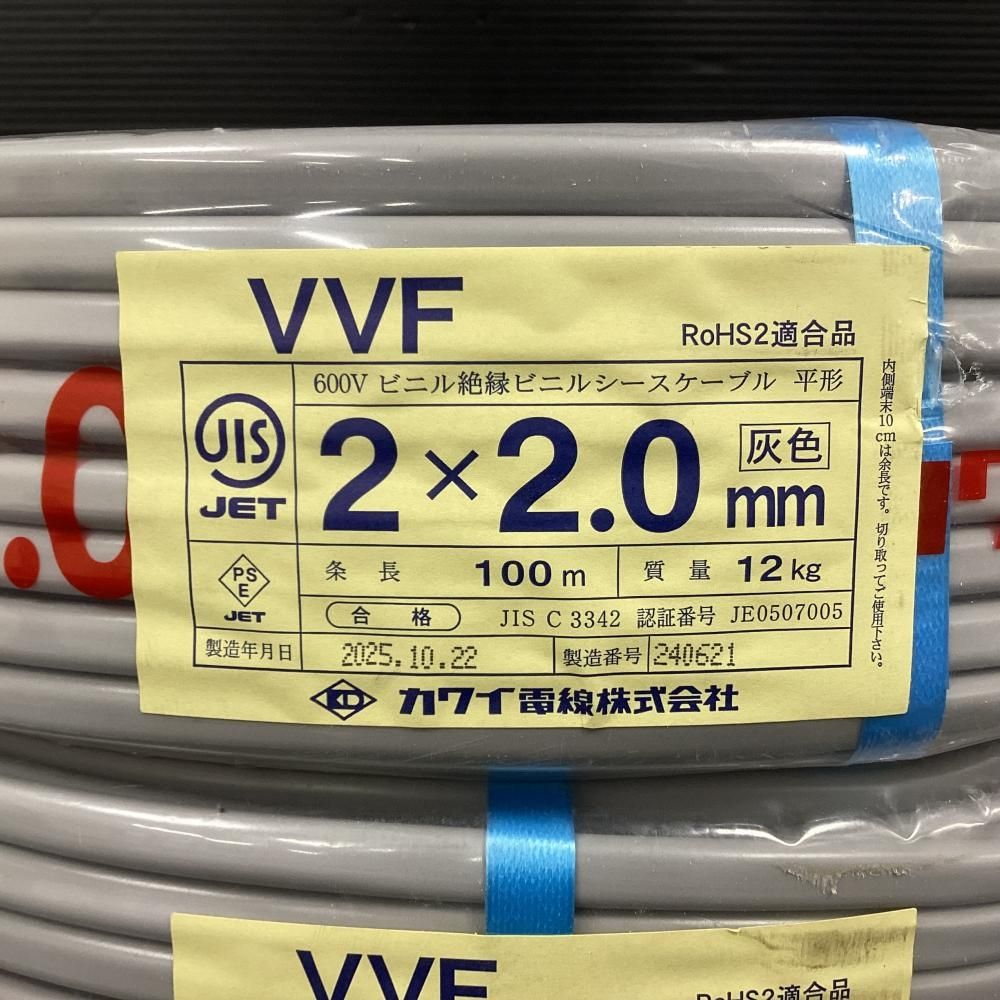 VVF
RoHS2適合品
600V ビニル絶縁ビニルシースケーブル 平形
JIS
JET
2×2.0mm
灰色
PSE
JET
条長 100m
質量 12kg
合格 JIS C 3342 認証番号 JE0507005
製造年月日 2025.10.22
製造番号 240621
KD カワイ電線株式会社
内側端末10cmは余長です。切り取ってご使用下さい。
.0
VVF
RoHS2適合品